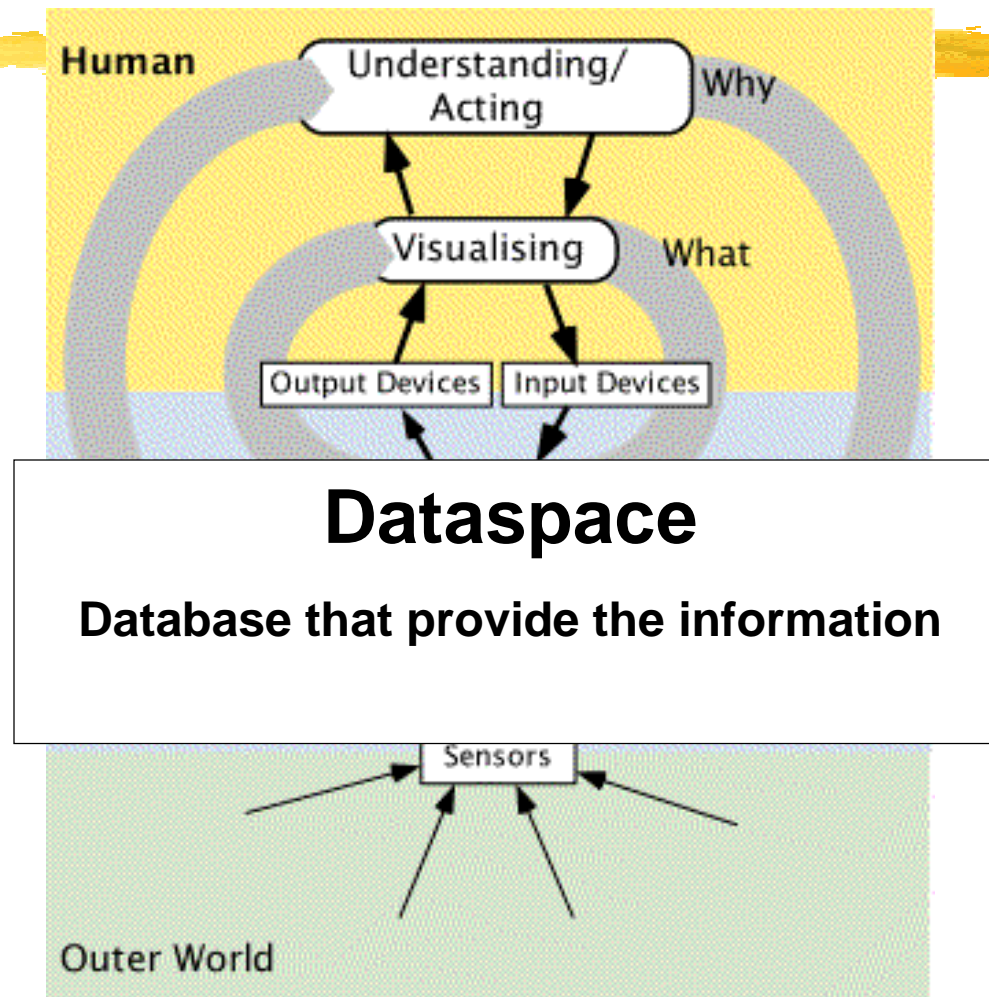 Human
Understanding/
Acting
Why
Visualising
What
Output Devices
Input Devices
Dataspace
Database that provide the information
Sensors
Outer World